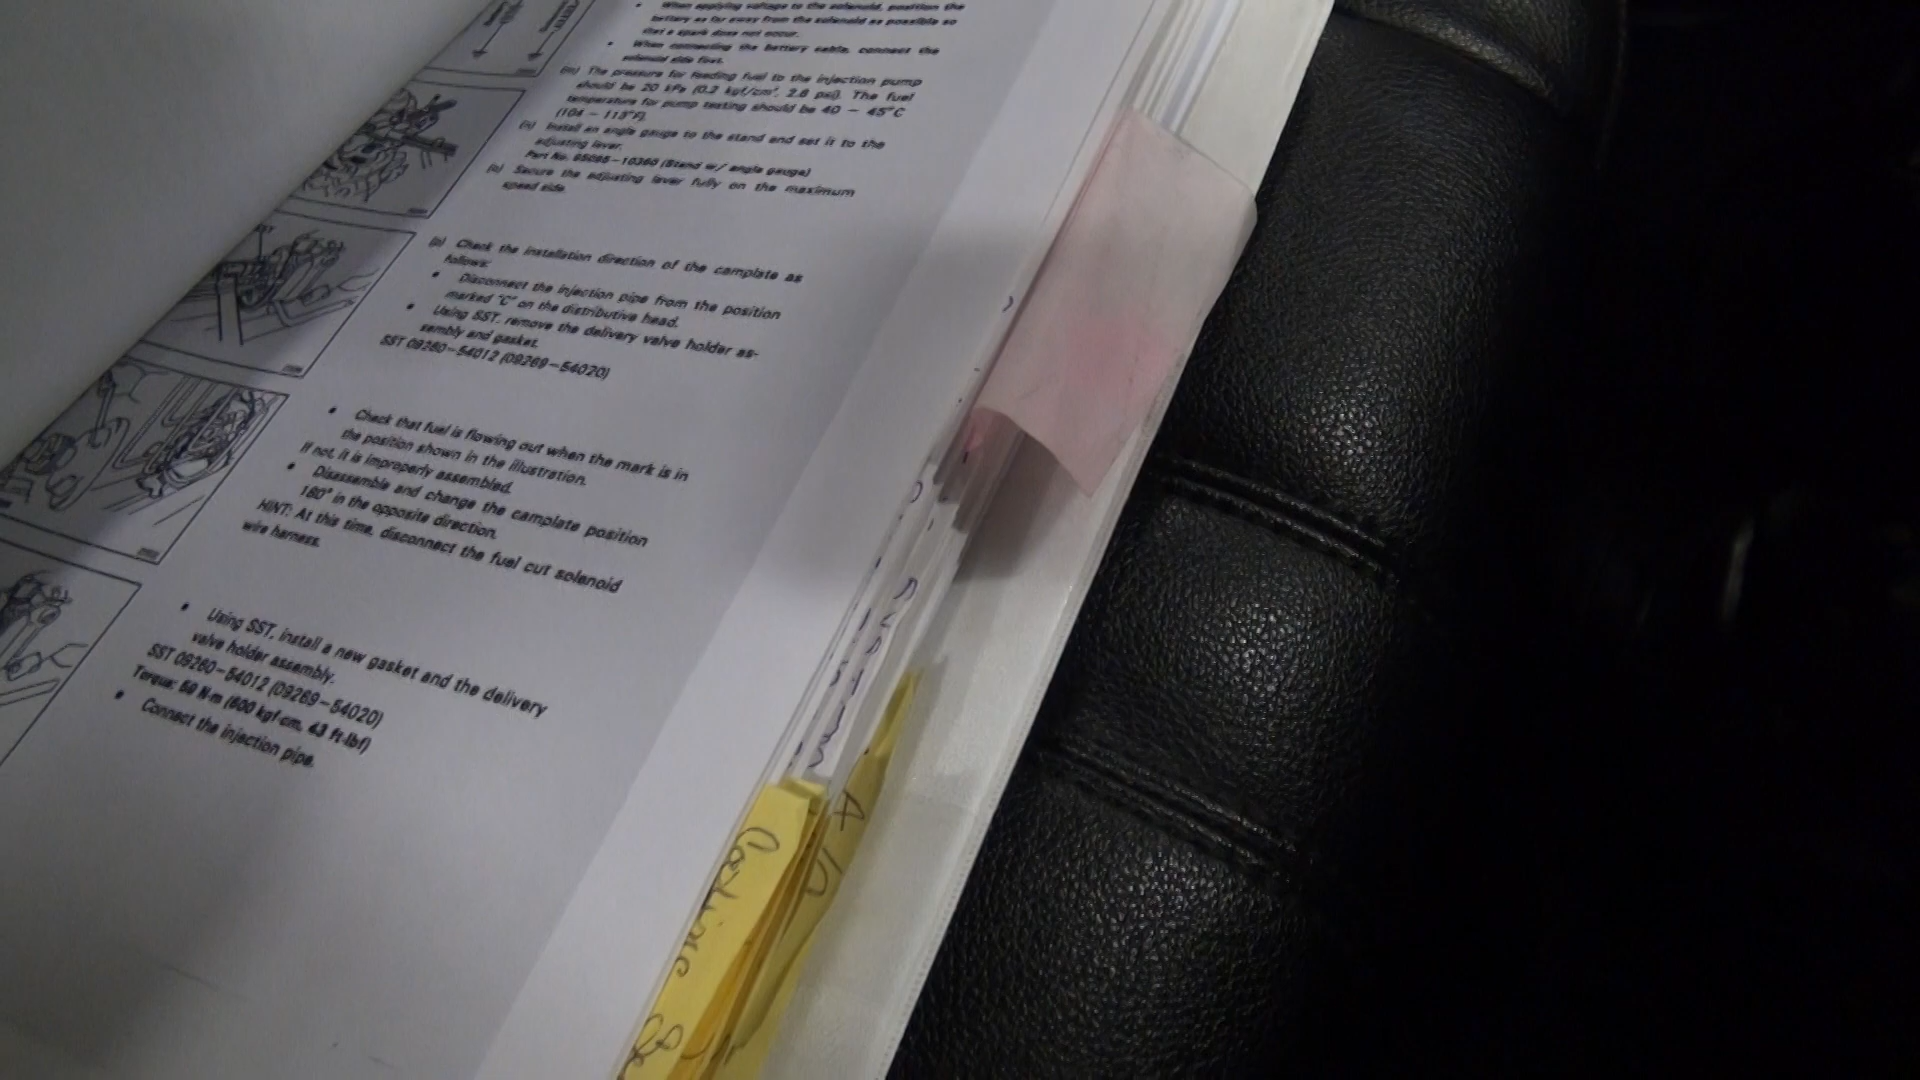 • When applying voltage to the solenoid, position the
battery as far away from the solenoid as possible so
that a spark does not occur.
• When connecting the battery cable, connect the
solenoid side first.
(m) The pressure for feeding fuel to the injection pump
should be 20 kPa (0.2 kgf/cm², 2.8 psi). The fuel
temperature for pump testing should be 40 – 45°C
(104 – 113°F).
(n) Install an angle gauge to the stand and set it to the
adjusting lever.
Part No. 95095–10360 (Stand w/ angle gauge)
(o) Secure the adjusting lever fully on the maximum
speed side.
(p) Check the installation direction of the camplate as
follows:
• Disconnect the injection pipe from the position
marked "C" on the distributive head.
• Using SST, remove the delivery valve holder as-
sembly and gasket.
SST 09260–54012 (09269–54020)
• Check that fuel is flowing out when the mark is in
the position shown in the illustration.
If not, it is improperly assembled.
• Disassemble and change the camplate position
180° in the opposite direction.
HINT: At this time, disconnect the fuel cut solenoid
wire harness.
• Using SST, install a new gasket and the delivery
valve holder assembly.
SST 09260–54012 (09269–54020)
Torque: 59 N·m (600 kgf·cm, 43 ft·lbf)
• Connect the injection pipe.